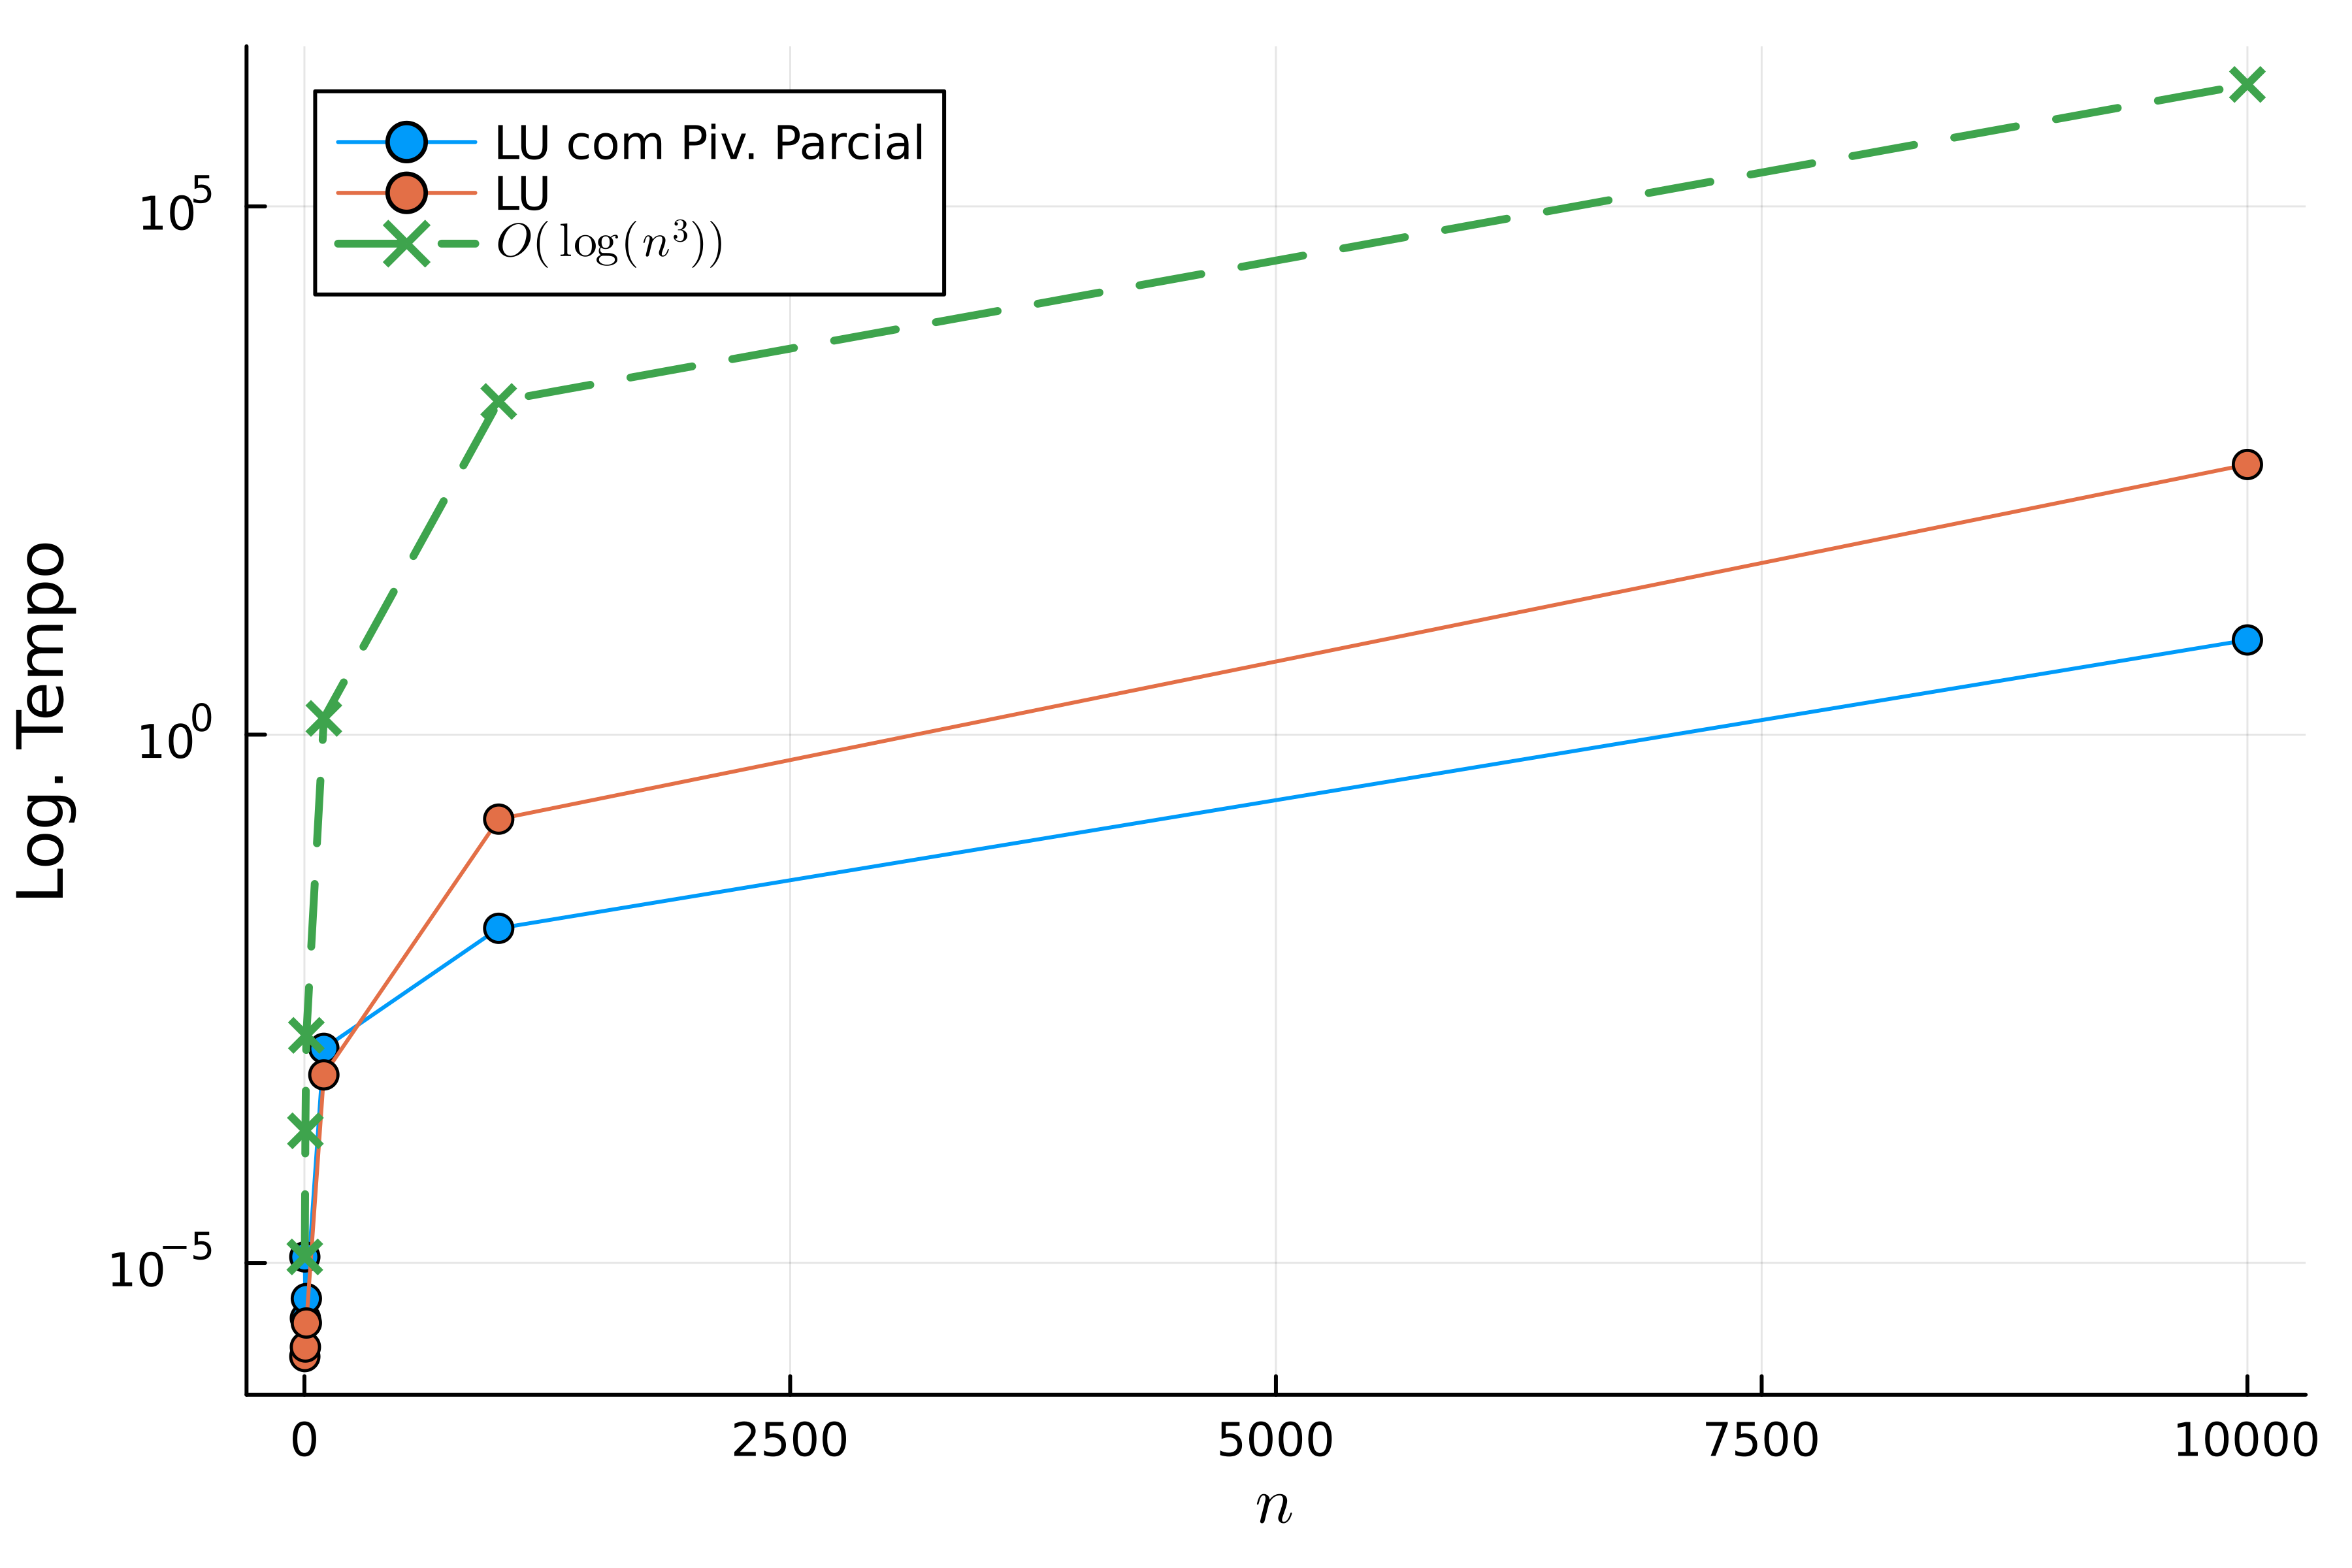 LU com Piv. Parcial
LU
O(log(n³))
10⁵
10⁰
10⁻⁵
Log. Tempo
0 2500 5000 7500 10000
n